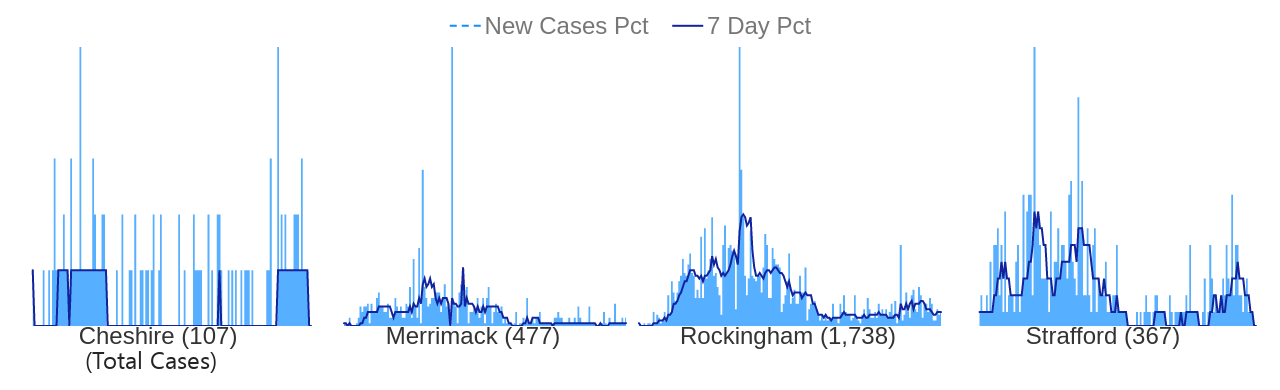 New Cases Pct 7 Day Pct
Cheshire (107) Merrimack (477) Rockingham (1,738) Strafford (367)
(Total Cases)